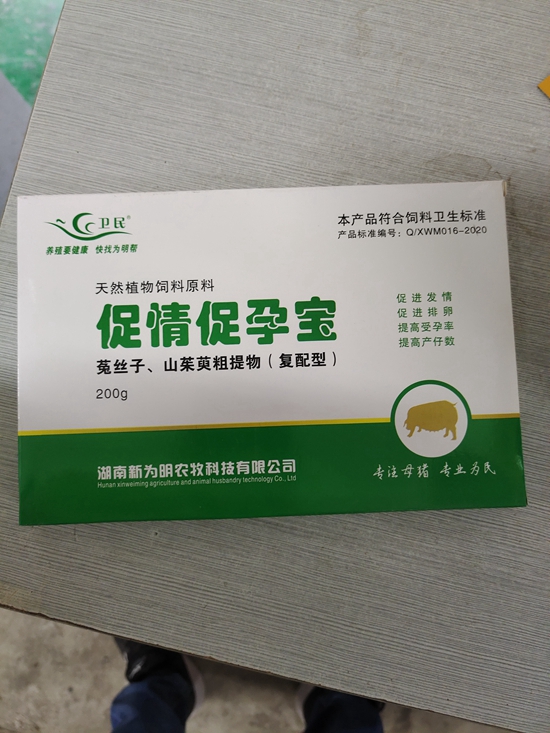 卫民®
养殖要健康 快找为明帮
本产品符合饲料卫生标准
产品标准编号：Q/XWM016-2020
天然植物饲料原料
促情促孕宝
菟丝子、山茱萸粗提物（复配型）
200g
促进发情
促进排卵
提高受孕率
提高产仔数
湖南新为明农牧科技有限公司
Hunan xinweiming agriculture and animal husbandry technology Co., Ltd
专注母猪 专业为民